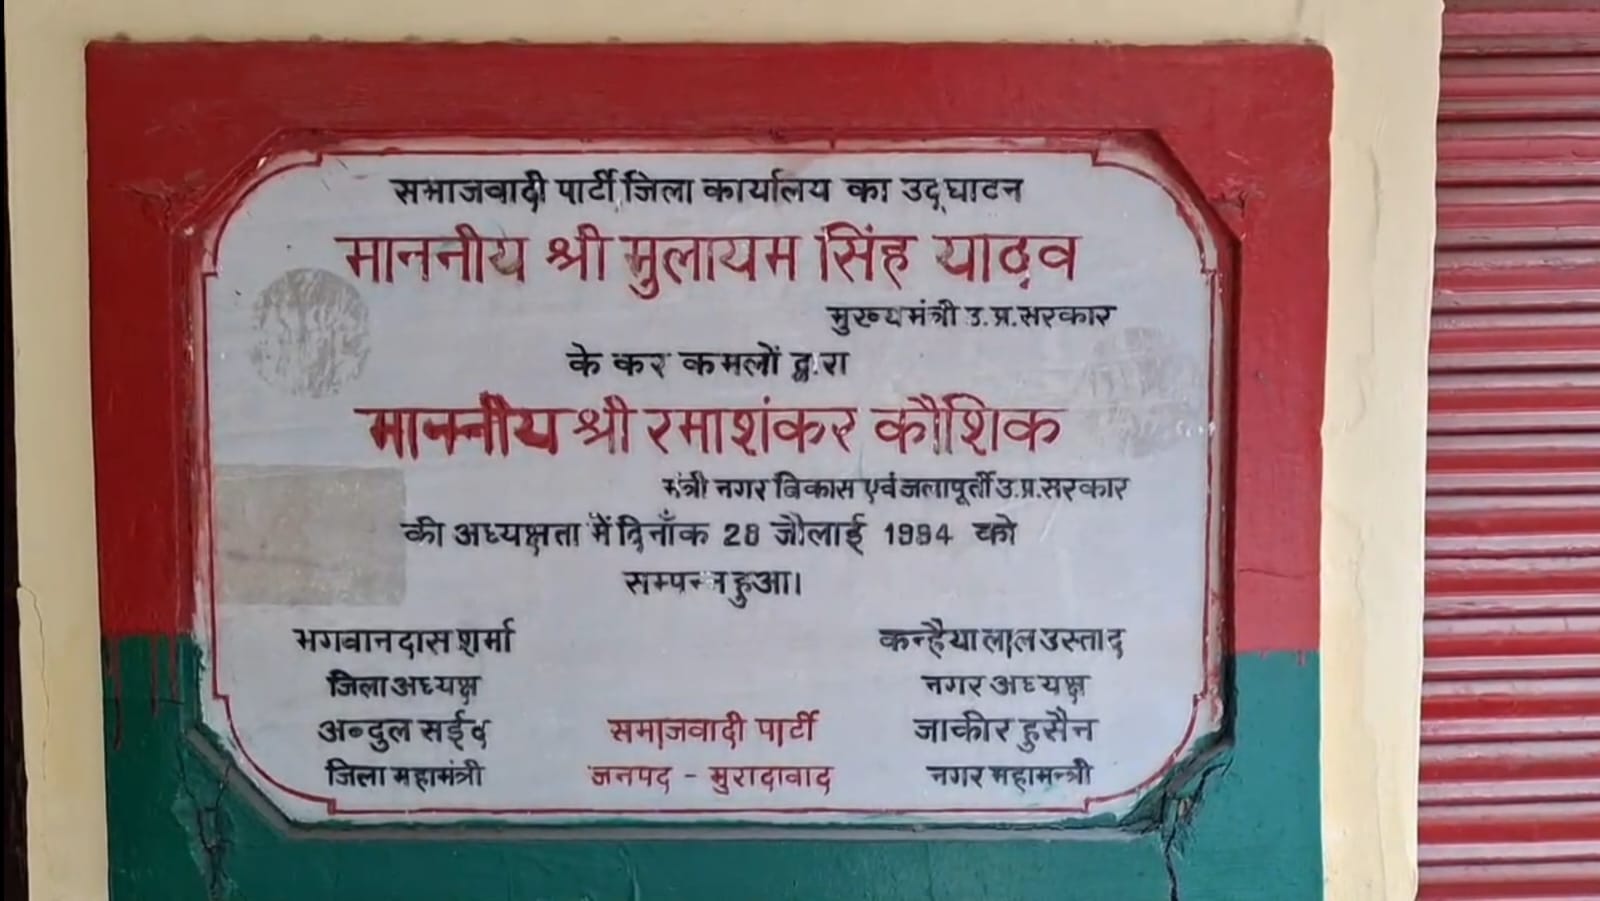 समाजवादी पार्टी जिला कार्यालय का उद्घाटन
माननीय श्री मुलायम सिंह यादव
मुख्यमंत्री उ.प्र.सरकार
के कर कमलों द्वारा
माननीय श्री रमाशंकर कौशिक
मंत्री नगर विकास एवं जलापूर्ती उ.प्र.सरकार
की अध्यक्षता में दिनाँक 28 जौलाई 1994 को
सम्पन्न हुआ।
भगवानदास शर्मा कन्हैयालाल उस्ताद
जिला अध्यक्ष नगर अध्यक्ष
अब्दुल सईद समाजवादी पार्टी जाकीर हुसैन
जिला महामंत्री जनपद - मुरादावाद नगर महामन्त्री